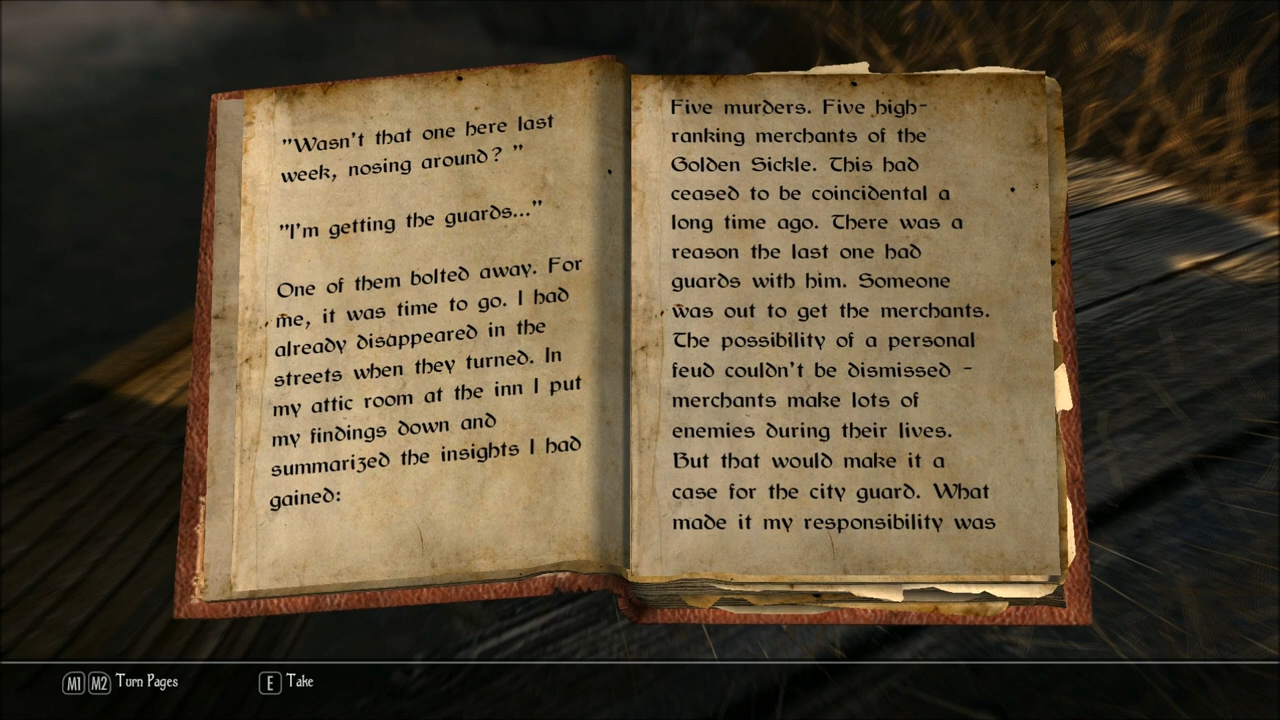 "Wasn't that one here last
week, nosing around? "
"I'm getting the guards..."
One of them bolted away. For
me, it was time to go. I had
already disappeared in the
streets when they turned. In
my attic room at the inn I put
my findings down and
summarized the insights I had
gained:
Five murders. Five high-
ranking merchants of the
Golden Sickle. This had
ceased to be coincidental a
long time ago. There was a
reason the last one had
guards with him. Someone
was out to get the merchants.
The possibility of a personal
feud couldn't be dismissed -
merchants make lots of
enemies during their lives.
But that would make it a
case for the city guard. What
made it my responsibility was
M1 M2 Turn Pages
E Take